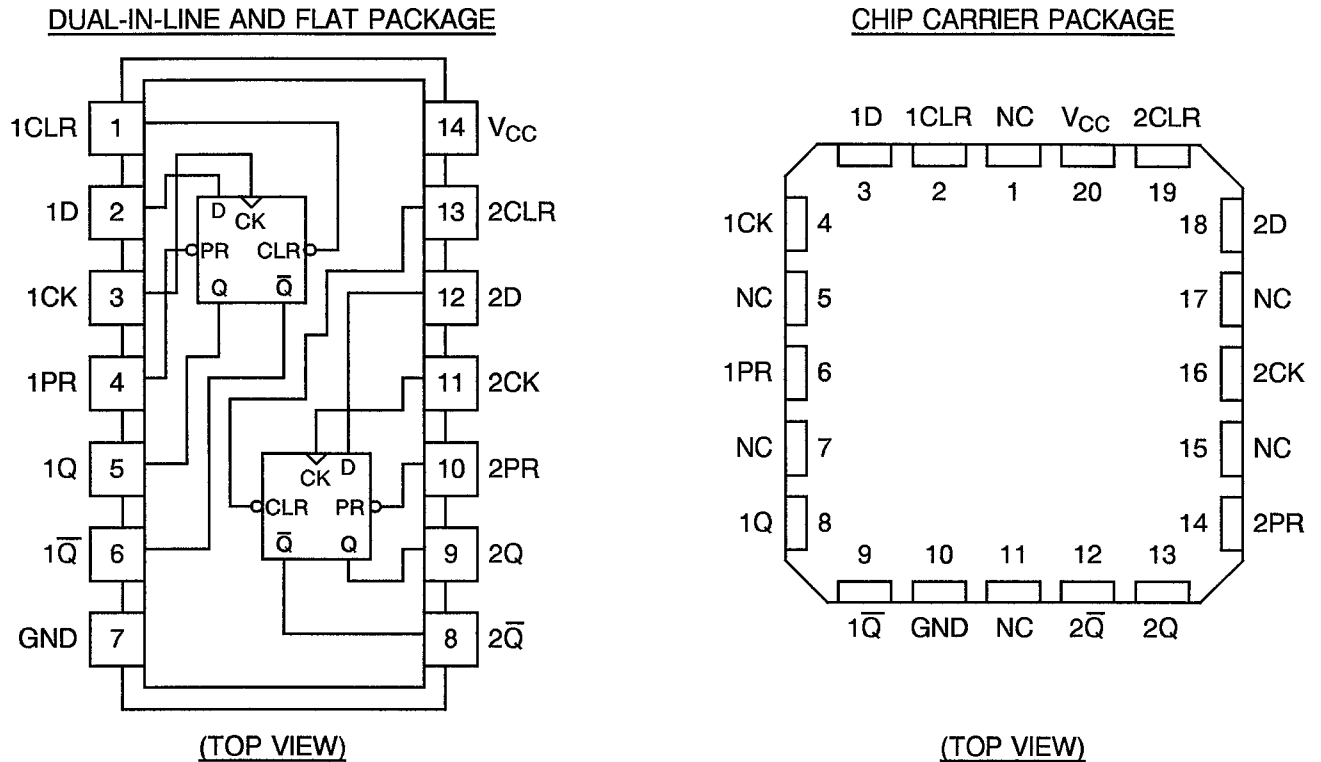 DUAL-IN-LINE AND FLAT PACKAGE
1CLR 1 14 VCC
1D 2 13 2CLR
1CK 3 12 2D
1PR 4 11 2CK
1Q 5 10 2PR
1Q̅ 6 9 2Q
GND 7 8 2Q̅
D CK
PR CLR
Q Q̅
CK D
CLR PR
Q̅ Q
(TOP VIEW)
CHIP CARRIER PACKAGE
1D 1CLR NC VCC 2CLR
3 2 1 20 19
1CK 4 18 2D
NC 5 17 NC
1PR 6 16 2CK
NC 7 15 NC
1Q 8 14 2PR
9 10 11 12 13
1Q̅ GND NC 2Q̅ 2Q
(TOP VIEW)